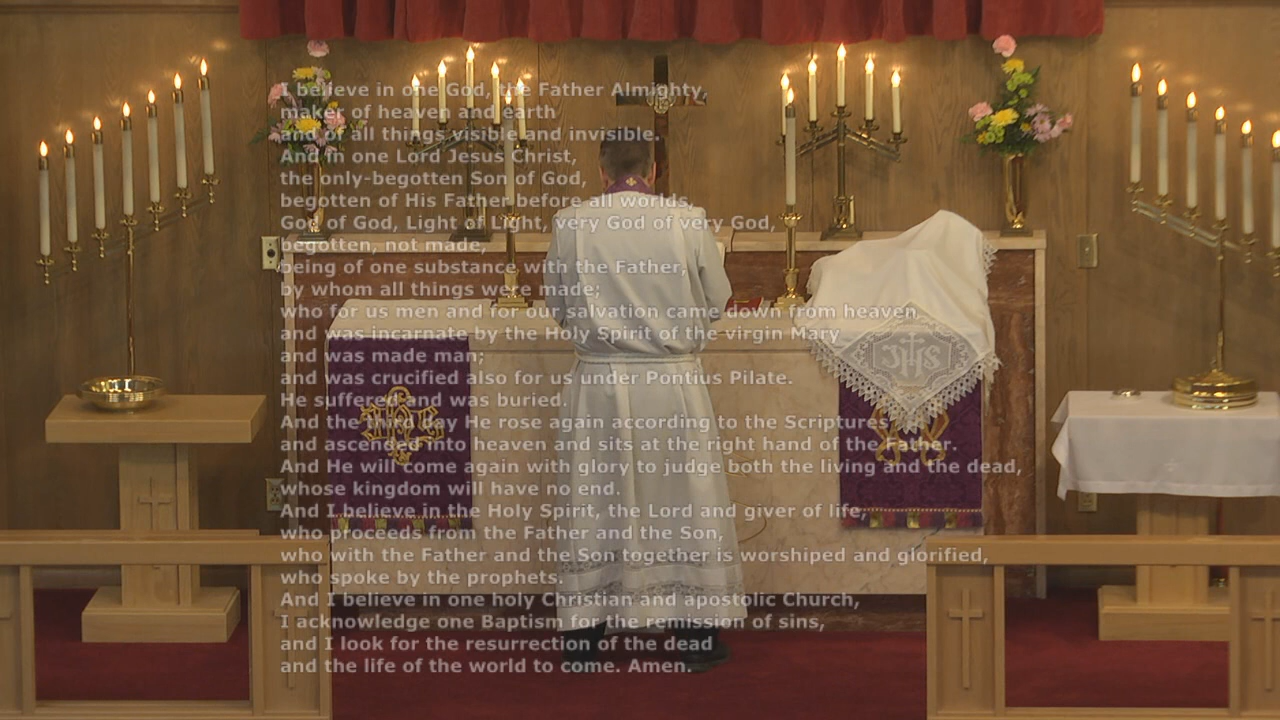 I believe in one God, the Father Almighty,
maker of heaven and earth
and of all things visible and invisible.
And in one Lord Jesus Christ,
the only-begotten Son of God,
begotten of His Father before all worlds,
God of God, Light of Light, very God of very God,
begotten, not made,
being of one substance with the Father,
by whom all things were made;
who for us men and for our salvation came down from heaven
and was incarnate by the Holy Spirit of the virgin Mary
and was made man;
and was crucified also for us under Pontius Pilate.
He suffered and was buried.
And the third day He rose again according to the Scriptures
and ascended into heaven and sits at the right hand of the Father.
And He will come again with glory to judge both the living and the dead,
whose kingdom will have no end.
And I believe in the Holy Spirit, the Lord and giver of life,
who proceeds from the Father and the Son,
who with the Father and the Son together is worshiped and glorified,
who spoke by the prophets.
And I believe in one holy Christian and apostolic Church,
I acknowledge one Baptism for the remission of sins,
and I look for the resurrection of the dead
and the life of the world to come. Amen.
IHS